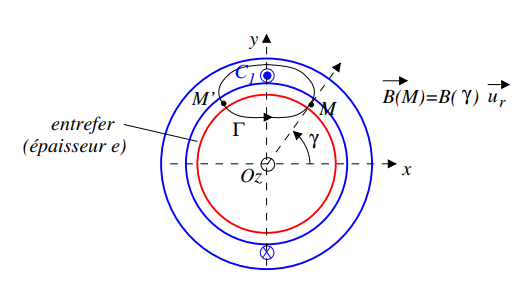 y
C1
M'
M
B(M)=B(γ) ur
entrefer
(épaisseur e)
Γ
γ
Oz
x